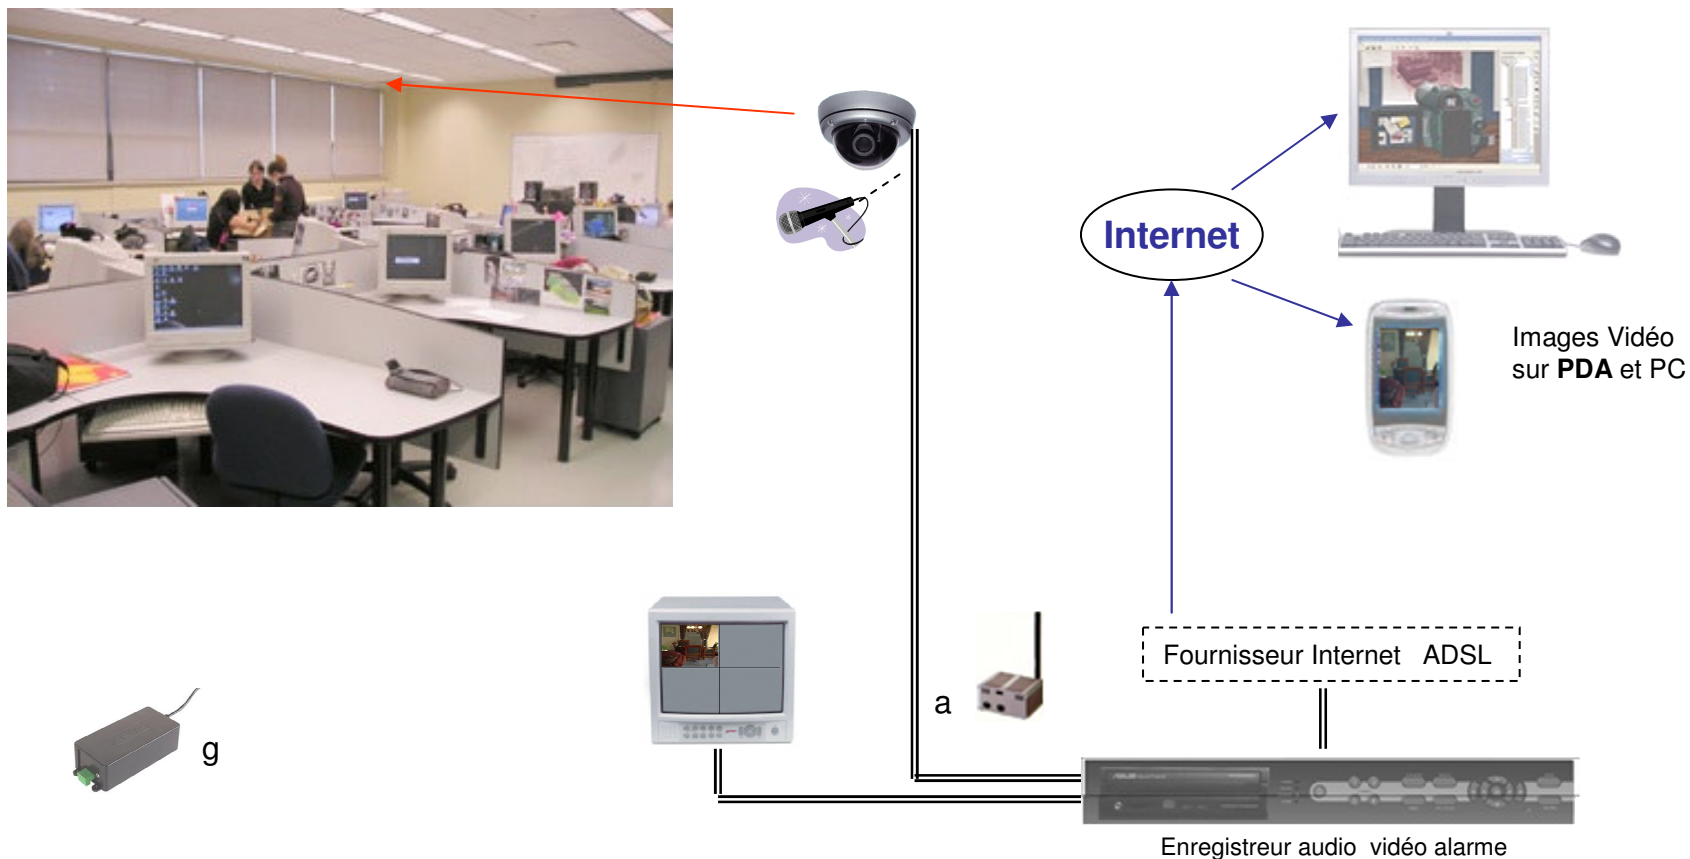 Internet
Images Vidéo
sur PDA et PC
Fournisseur Internet   ADSL
a
g
Enregistreur audio  vidéo alarme